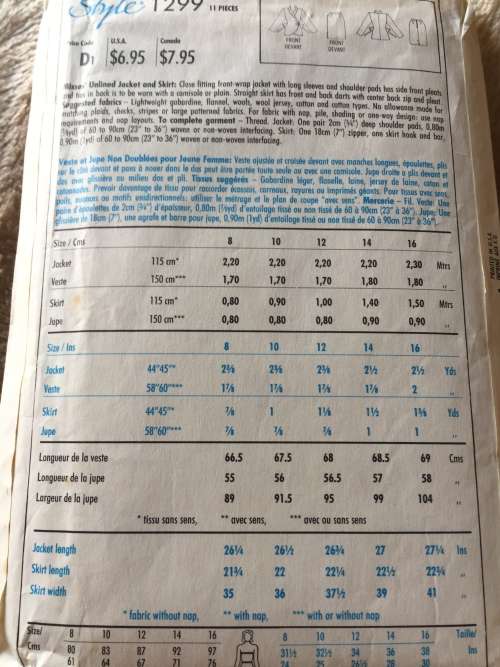 Style 1299 11 PIECES
Price Code U.S.A. Canada
D1 $6.95 $7.95
FRONT DEVANT FRONT DEVANT
Misses' Unlined Jacket and Skirt: Close fitting front-wrap jacket with long sleeves and shoulder pads has side front pleats
and ties in back is to be worn with a camisole or plain. Straight skirt has front and back darts with center back zip and pleat.
Suggested fabrics – Lightweight gabardine, flannel, wools, wool jersey, cotton and cotton types. No allowances made for
matching plaids, checks, stripes or large patterned fabrics. For fabric with nap, pile, shading or one-way design: use nap
requirements and nap layouts. To complete garment – Thread. Jacket: One pair 2cm (¾") deep shoulder pads, 0,80m
(⅞yd) of 60 to 90cm (23" to 36") woven or non-woven interfacing. Skirt: One 18cm (7") zipper, one skirt hook and bar,
0,90m (1yd) of 60 to 90cm (23" to 36") woven or non-woven interfacing.
Veste et Jupe Non Doublées pour Jeune Femme: Veste ajustée et croisée devant avec manches longues, épaulettes, plis
sur le côté devant et pans à nouer dans le dos peut être portée toute seule ou avec une camisole. Jupe droite a plis devant et
dos avec glissière au milieu dos et pli. Tissus suggérés – Gabardine légère, flanelle, laine, jersey de laine, coton et
cotonnades. Prévoir davantage de tissu pour raccorder écossais, carreaux, rayures ou imprimés géants. Pour tissus avec sens,
poils, nuances ou motifs unidirectionnels: utiliser le métrage et le plan de coupe "avec sens". Mercerie – Fil. Veste: Une
paire d'épaulettes de 2cm (¾") d'épaisseur, 0,80m (⅞yd) d'entoilage tissé ou non tissé de 60 à 90cm (23" à 36"). Jupe: Une
glissière de 18cm (7"), une agrafe et barre pour jupe, 0,90m (1yd) d'entoilage tissé ou non tissé de 60 à 90cm (23" à 36").
Size / Cms 8 10 12 14 16
Jacket 115 cm* 2,20 2,20 2,20 2,20 2,30 Mtrs
Veste 150 cm*** 1,70 1,70 1,70 1,80 1,80 ,,
Skirt 115 cm* 0,80 0,90 1,00 1,40 1,50 Mtrs
Jupe 150 cm*** 0,80 0,80 0,80 0,90 0,90 ,,
Size / Ins 8 10 12 14 16
Jacket 44"45"* 2⅜ 2⅜ 2⅜ 2½ 2½ Yds
Veste 58"60"*** 1⅞ 1⅞ 1⅞ 1⅞ 2 ,,
Skirt 44"45"* ⅞ 1 1⅛ 1½ 1⅝ Yds
Jupe 58"60"*** ⅞ ⅞ ⅞ 1 1 ,,
Longueur de la veste 66.5 67.5 68 68.5 69 Cms
Longueur de la jupe 55 56 56.5 57 58 ,,
Largeur de la jupe 89 91.5 95 99 104 ,,
* tissu sans sens, ** avec sens, *** avec ou sans sens
Jacket length 26¼ 26½ 26¾ 27 27¼ Ins
Skirt length 21¾ 22 22¼ 22½ 22¾ ,,
Skirt width 35 36 37½ 39 41 ,,
* fabric without nap, ** with nap, *** with or without nap
Size/ 8 10 12 14 16 8 10 12 14 16 Taille/
Cms 80 83 87 92 97 31½ 32½ 34 36 38 Ins
61 64 67 71 76 24 25 26½ 28 30